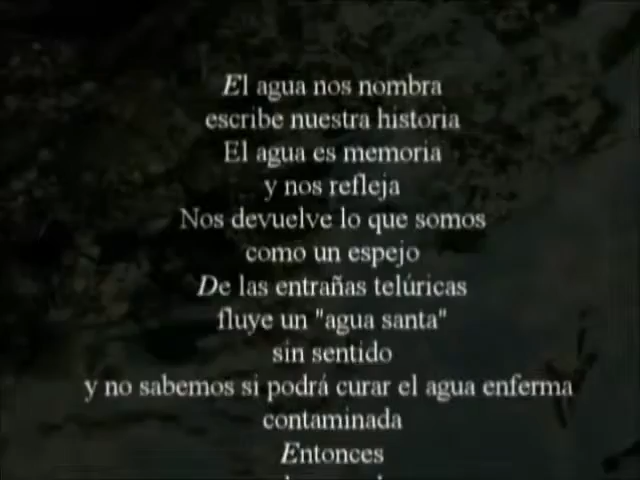 El agua nos nombra
escribe nuestra historia
El agua es memoria
y nos refleja
Nos devuelve lo que somos
como un espejo
De las entrañas telúricas
fluye un "agua santa"
sin sentido
y no sabemos si podrá curar el agua enferma
contaminada
Entonces